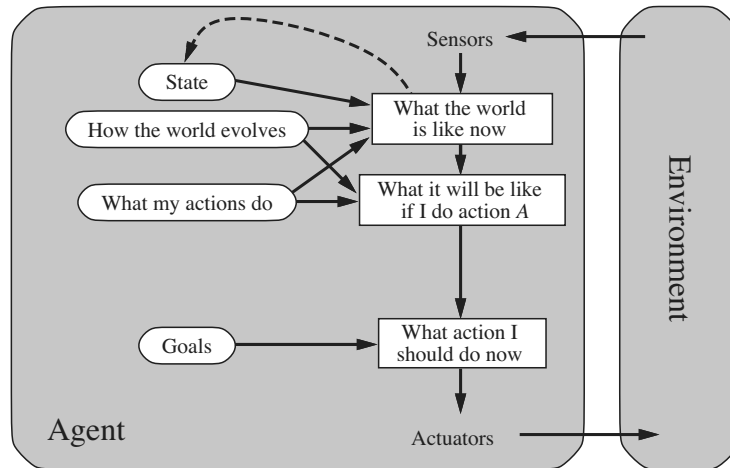 Sensors
State
What the world
is like now
How the world evolves
What my actions do
What it will be like
if I do action A
Goals
What action I
should do now
Agent
Actuators
Environment